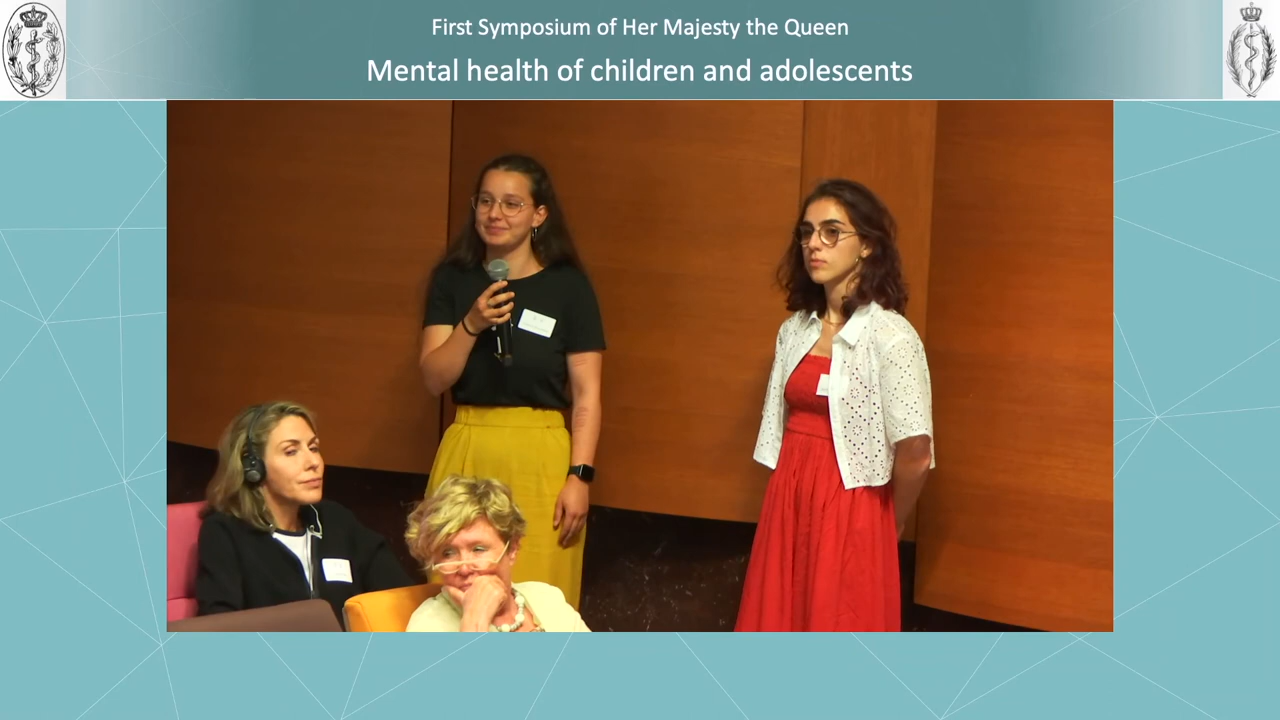 First Symposium of Her Majesty the Queen
Mental health of children and adolescents